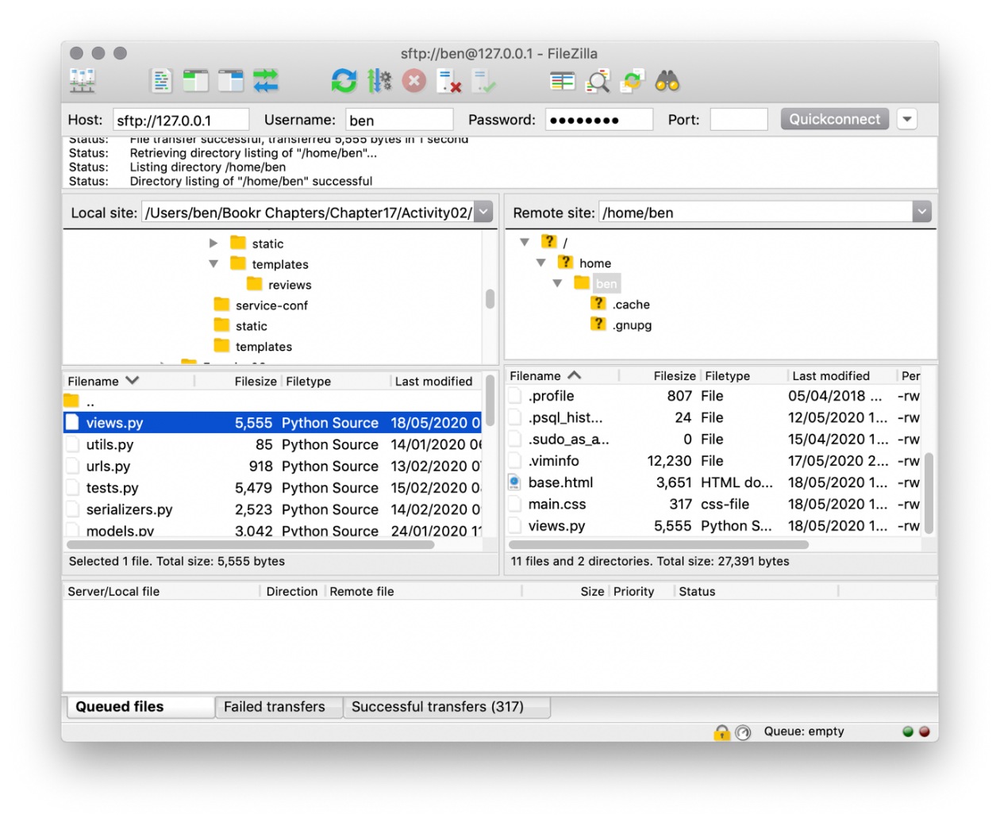 sftp://ben@127.0.0.1 - FileZilla
Host: sftp://127.0.0.1 Username: ben Password: ●●●●●●●● Port: Quickconnect
Status: File transfer successful, transferred 5,555 bytes in 1 second
Status: Retrieving directory listing of "/home/ben"...
Status: Listing directory /home/ben
Status: Directory listing of "/home/ben" successful
Local site: /Users/ben/Bookr Chapters/Chapter17/Activity02/
static
templates
reviews
service-conf
static
templates
Filename Filesize Filetype Last modified
..
views.py 5,555 Python Source 18/05/2020 0
utils.py 85 Python Source 14/01/2020 06
urls.py 918 Python Source 13/02/2020 07
tests.py 5,479 Python Source 15/02/2020 0
serializers.py 2,523 Python Source 14/02/2020 0
models.py 3,042 Python Source 24/01/2020 11
Selected 1 file. Total size: 5,555 bytes
Remote site: /home/ben
? /
? home
ben
? .cache
? .gnupg
Filename Filesize Filetype Last modified Per
.profile 807 File 05/04/2018 ... -rw
.psql_hist... 24 File 12/05/2020 1... -rw
.sudo_as_a... 0 File 15/04/2020 1... -rw
.viminfo 12,230 File 17/05/2020 2... -rw
base.html 3,651 HTML do... 18/05/2020 1... -rw
main.css 317 css-file 18/05/2020 1... -rw
views.py 5,555 Python S... 18/05/2020 1... -rw
11 files and 2 directories. Total size: 27,391 bytes
Server/Local file Direction Remote file Size Priority Status
Queued files Failed transfers Successful transfers (317)
Queue: empty